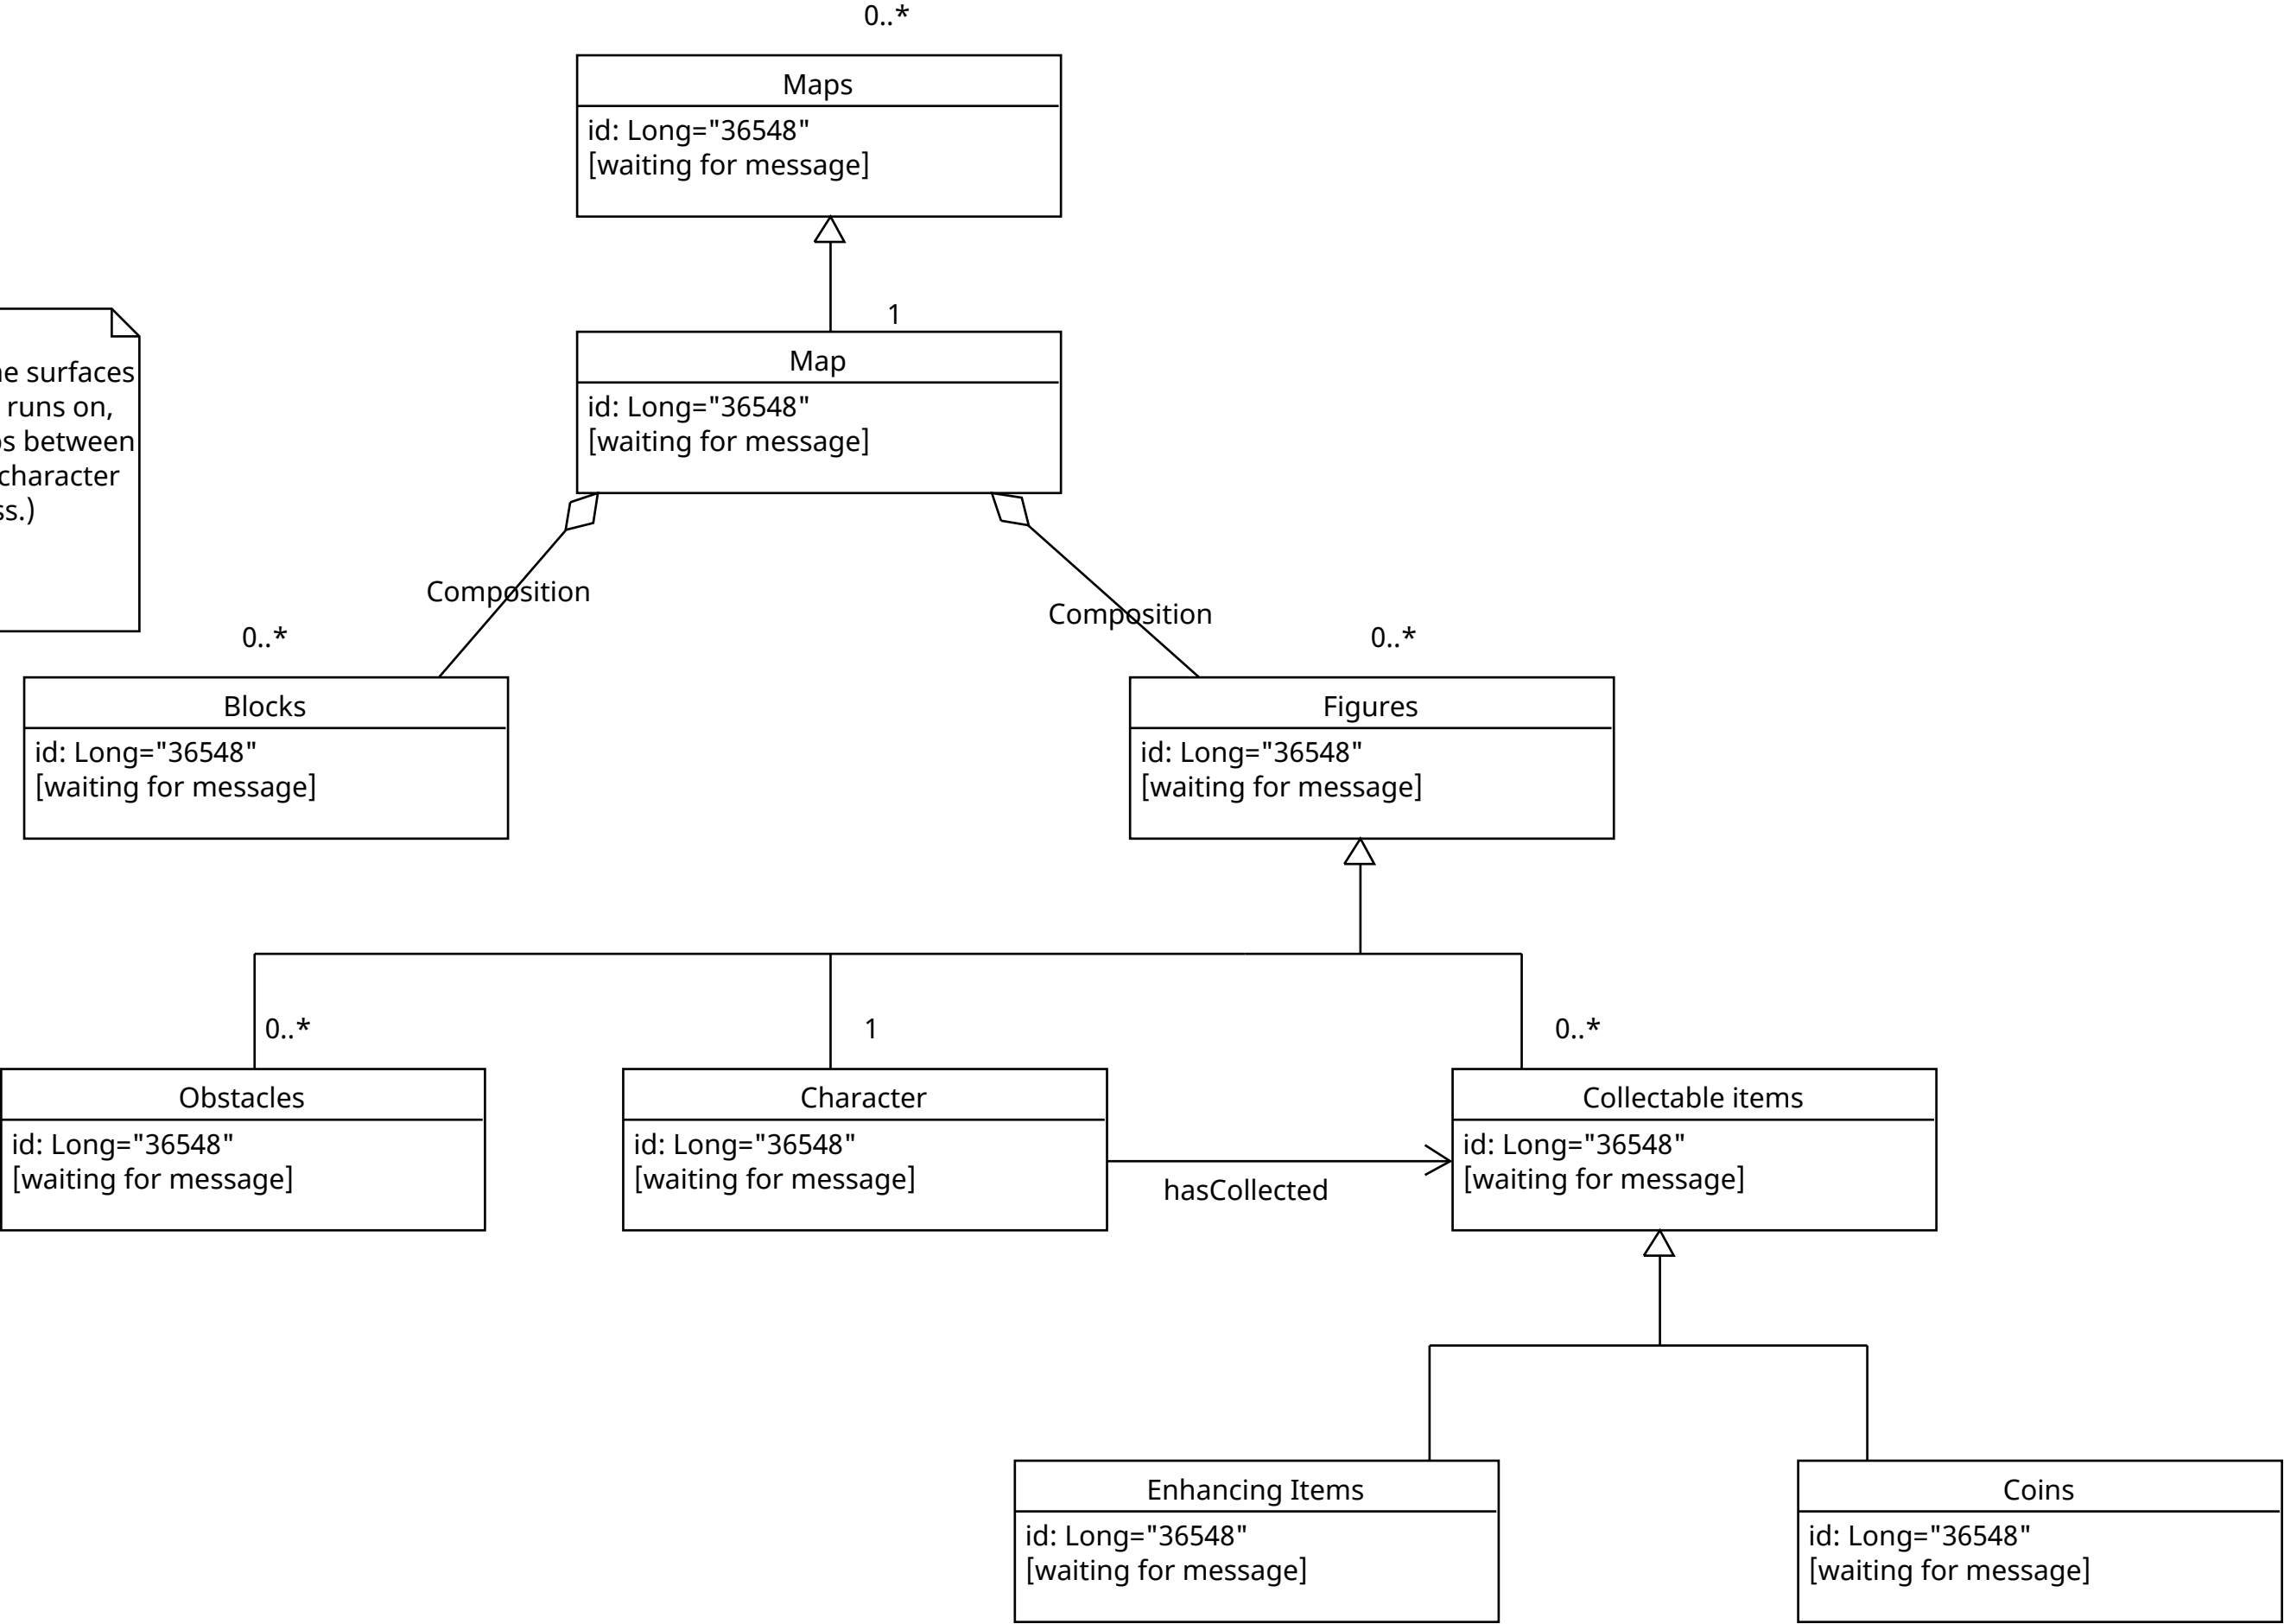 0..*
Maps
id: Long="36548"
[waiting for message]
1
Map
id: Long="36548"
[waiting for message]
surfaces
runs on,
between
character
Composition
Composition
0..*
0..*
Blocks
id: Long="36548"
[waiting for message]
Figures
id: Long="36548"
[waiting for message]
0..*
1
0..*
Obstacles
id: Long="36548"
[waiting for message]
Character
id: Long="36548"
[waiting for message]
hasCollected
Collectable items
id: Long="36548"
[waiting for message]
Enhancing Items
id: Long="36548"
[waiting for message]
Coins
id: Long="36548"
[waiting for message]